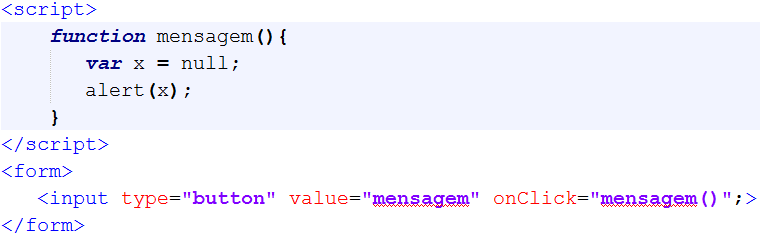 <script>
function mensagem(){
var x = null;
alert(x);
}
</script>
<form>
<input type="button" value="mensagem" onClick="mensagem()";>
</form>